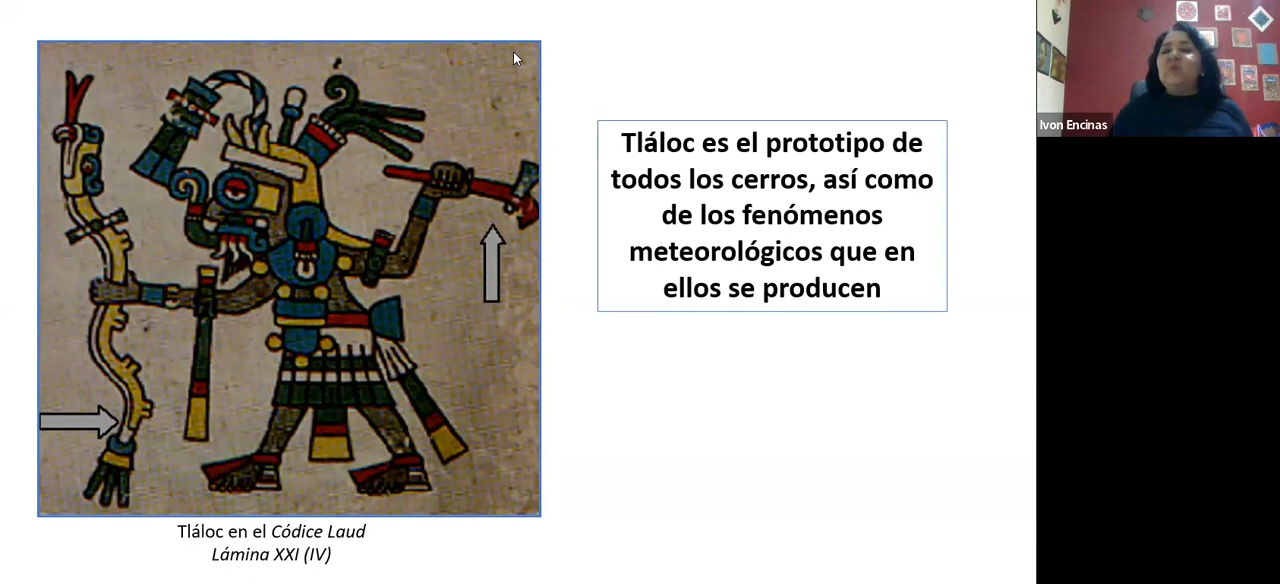 Tláloc es el prototipo de
todos los cerros, así como
de los fenómenos
meteorológicos que en
ellos se producen
Tláloc en el Códice Laud
Lámina XXI (IV)
Ivon Encinas